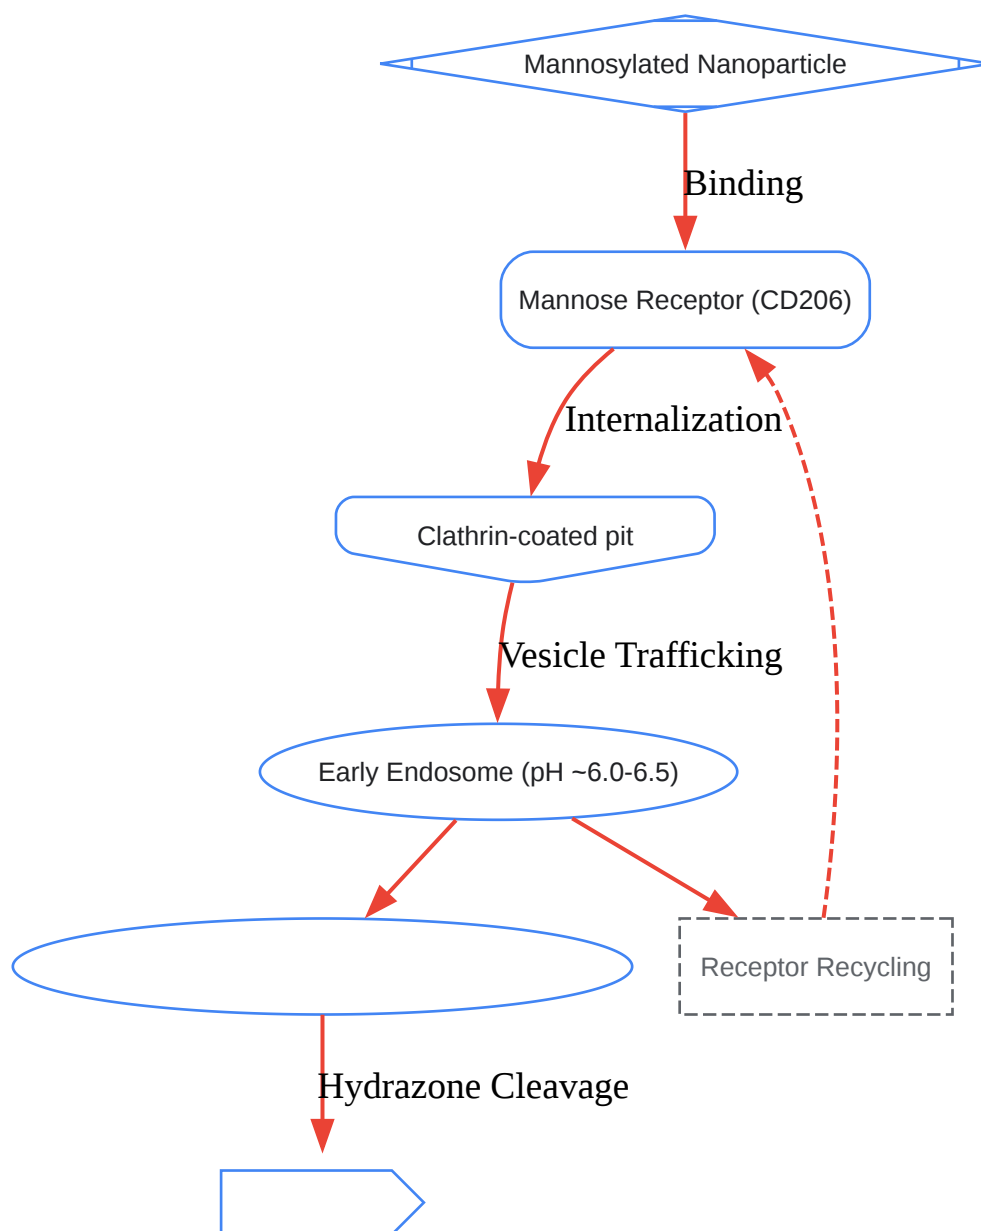 Mannosylated Nanoparticle
Binding
Mannose Receptor (CD206)
Internalization
Clathrin-coated pit
Vesicle Trafficking
Early Endosome (pH ~6.0-6.5)
Receptor Recycling
Hydrazone Cleavage